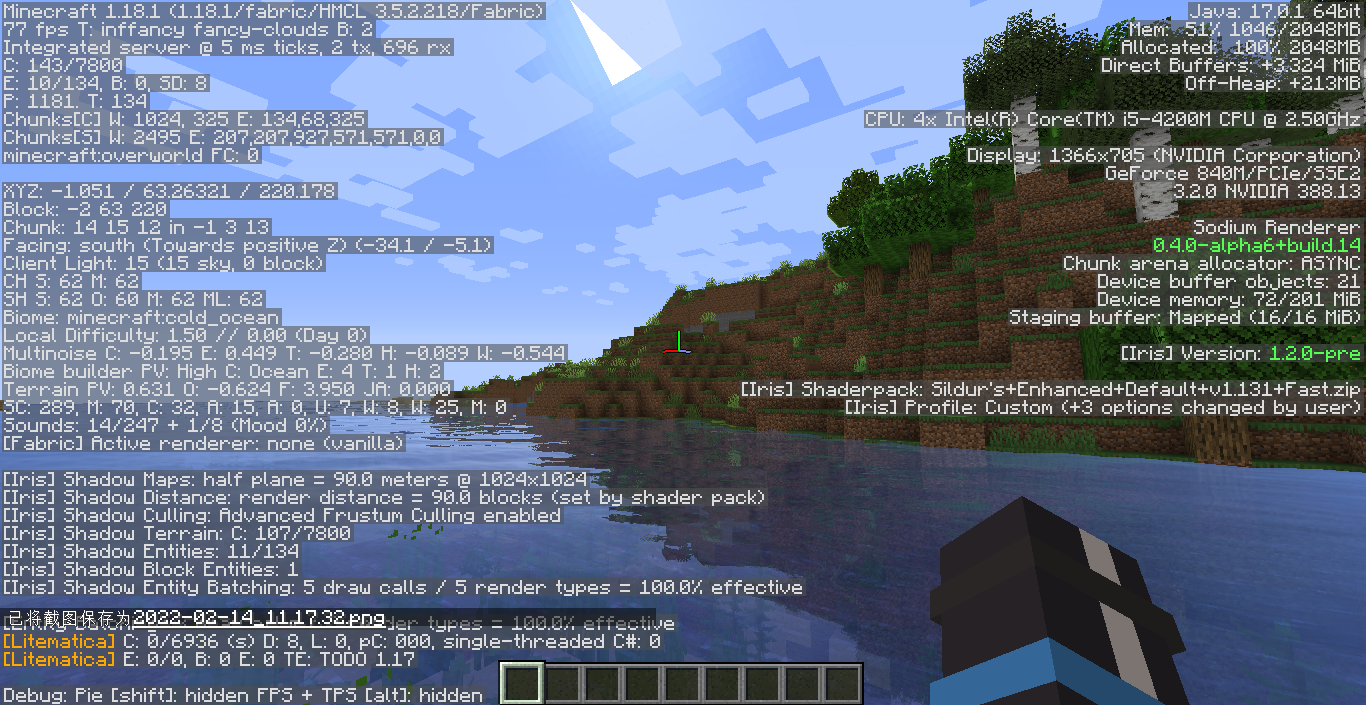 Minecraft 1.18.1 (1.18.1/fabric/HMCL 3.5.2.218/Fabric)
77 fps T: inffancy fancy-clouds B: 2
Integrated server @ 5 ms ticks, 2 tx, 696 rx
C: 143/7800
E: 10/134, B: 0, SD: 8
P: 1181. T: 134
Chunks[C] W: 1024, 325 E: 134,68,325
Chunks[S] W: 2495 E: 207,207,927,571,571,0,0
minecraft:overworld FC: 0
XYZ: -1.051 / 63.26321 / 220.178
Block: -2 63 220
Chunk: 14 15 12 in -1 3 13
Facing: south (Towards positive Z) (-34.1 / -5.1)
Client Light: 15 (15 sky, 0 block)
CH S: 62 M: 62
SH S: 62 O: 60 M: 62 ML: 62
Biome: minecraft:cold_ocean
Local Difficulty: 1.50 // 0.00 (Day 0)
Multinoise C: -0.195 E: 0.449 T: -0.280 H: -0.089 W: -0.544
Biome builder PV: High C: Ocean E: 4 T: 1 H: 2
Terrain PV: 0.631 O: -0.624 F: 3.950 JA: 0.000
SC: 289, M: 70, C: 32, A: 15, A: 0, U: 7, W: 8, W: 25, M: 0
Sounds: 14/247 + 1/8 (Mood 0%)
[Fabric] Active renderer: none (vanilla)
[Iris] Shadow Maps: half plane = 90.0 meters @ 1024x1024
[Iris] Shadow Distance: render distance = 90.0 blocks (set by shader pack)
[Iris] Shadow Culling: Advanced Frustum Culling enabled
[Iris] Shadow Terrain: C: 107/7800
[Iris] Shadow Entities: 11/134
[Iris] Shadow Block Entities: 1
[Iris] Shadow Entity Batching: 5 draw calls / 5 render types = 100.0% effective
已将截图保存为2022-02-14_11.17.32.png
types = 100.0% effective
[Litematica] C: 0/6936 (s) D: 8, L: 0, pC: 000, single-threaded C#: 0
[Litematica] E: 0/0, B: 0 E: 0 TE: TODO 1.17
Debug: Pie [shift]: hidden FPS + TPS [alt]: hidden
Java: 17.0.1 64bit
Mem: 51% 1046/2048MB
Allocated: 100% 2048MB
Direct Buffers: +3.324 MiB
Off-Heap: +213MB
CPU: 4x Intel(R) Core(TM) i5-4200M CPU @ 2.50GHz
Display: 1366x705 (NVIDIA Corporation)
GeForce 840M/PCIe/SSE2
3.2.0 NVIDIA 388.13
Sodium Renderer
0.4.0-alpha6+build.14
Chunk arena allocator: ASYNC
Device buffer objects: 21
Device memory: 72/201 MiB
Staging buffer: Mapped (16/16 MiB)
[Iris] Version: 1.2.0-pre
[Iris] Shaderpack: Sildur's+Enhanced+Default+v1.131+Fast.zip
[Iris] Profile: Custom (+3 options changed by user)